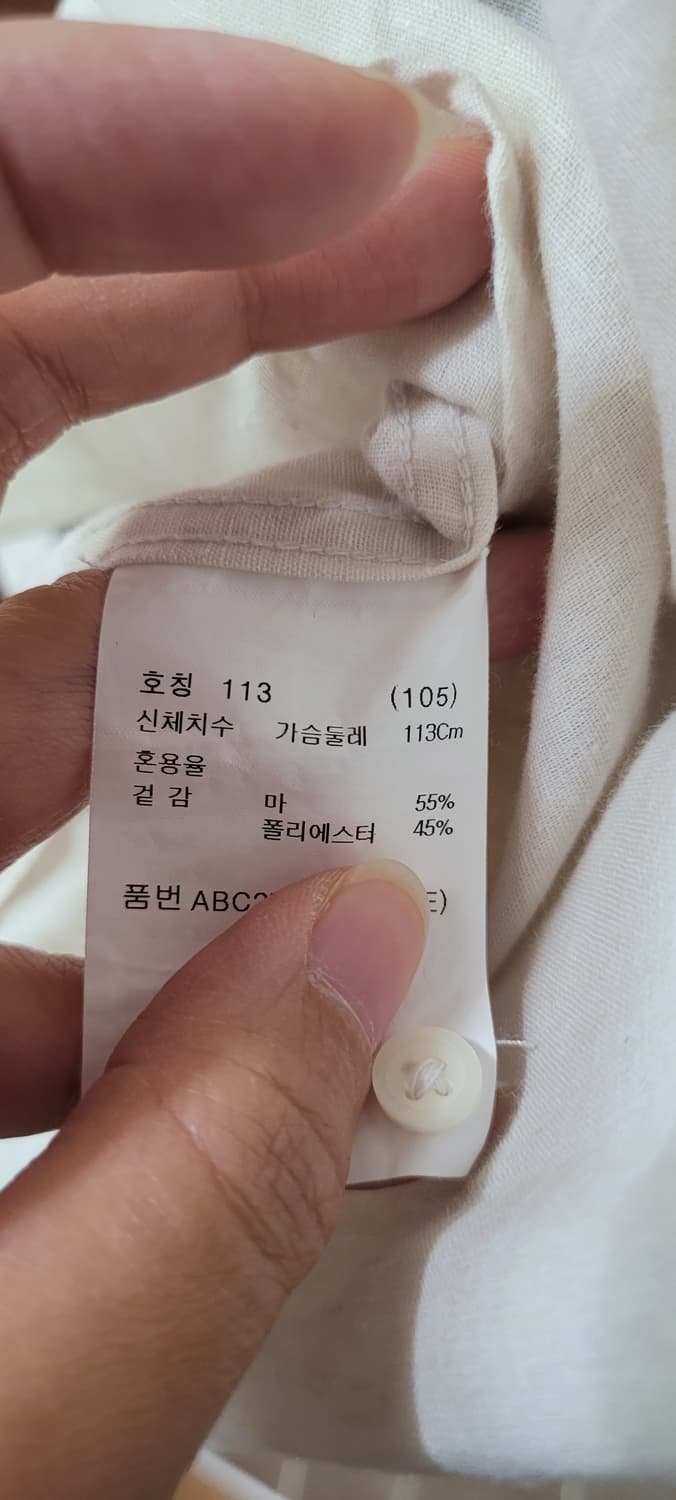 호칭 113 (105)
신체치수 가슴둘레 113Cm
혼용율
겉 감 마 55%
폴리에스터 45%
품번